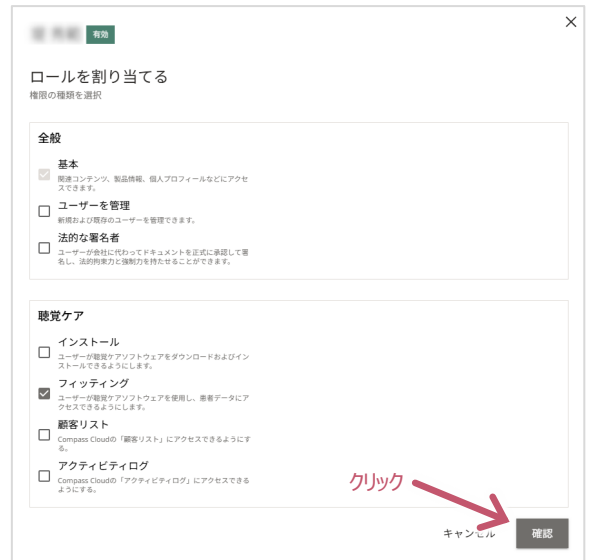 有効
ロールを割り当てる
権限の種類を選択
全般
基本
関連コンテンツ、製品情報、個人プロフィールなどにアクセ
スできます。
ユーザーを管理
新規および既存のユーザーを管理できます。
法的な署名者
ユーザーが会社に代わってドキュメントを正式に承認して署
名し、法的拘束力と強制力を持たせることができます。
聴覚ケア
インストール
ユーザーが聴覚ケアソフトウェアをダウンロードおよびイン
ストールできるようにします。
フィッティング
ユーザーが聴覚ケアソフトウェアを使用し、患者データにア
クセスできるようにします。
顧客リスト
Compass Cloudの「顧客リスト」にアクセスできるようにす
る。
アクティビティログ
Compass Cloudの「アクティビティログ」にアクセスできる
ようにする。
クリック
キャンセル 確認